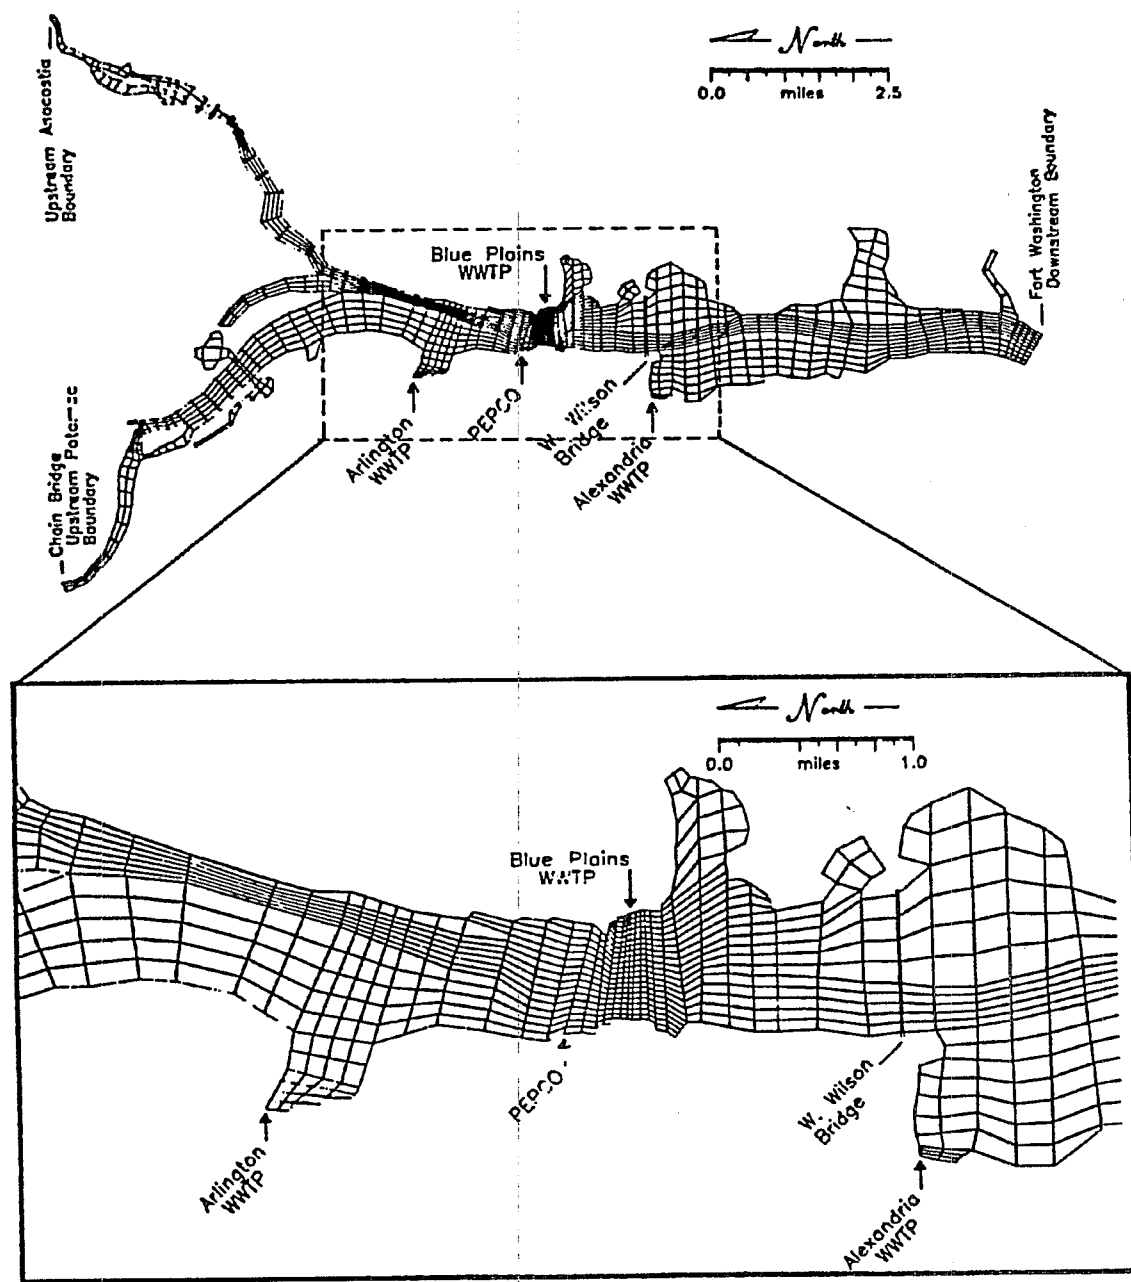 North
0.0 miles 2.5
Upstream Anacostia
Boundary
Fort Washington
Downstream Boundary
Blue Plains
WWTP
Chain Bridge
Upstream Potomac
Boundary
Arlington
WWTP
PEPCO
W. Wilson
Bridge
Alexandria
WWTP
North
0.0 miles 1.0
Blue Plains
WWTP
PEPCO
W. Wilson
Bridge
Arlington
WWTP
Alexandria
WWTP